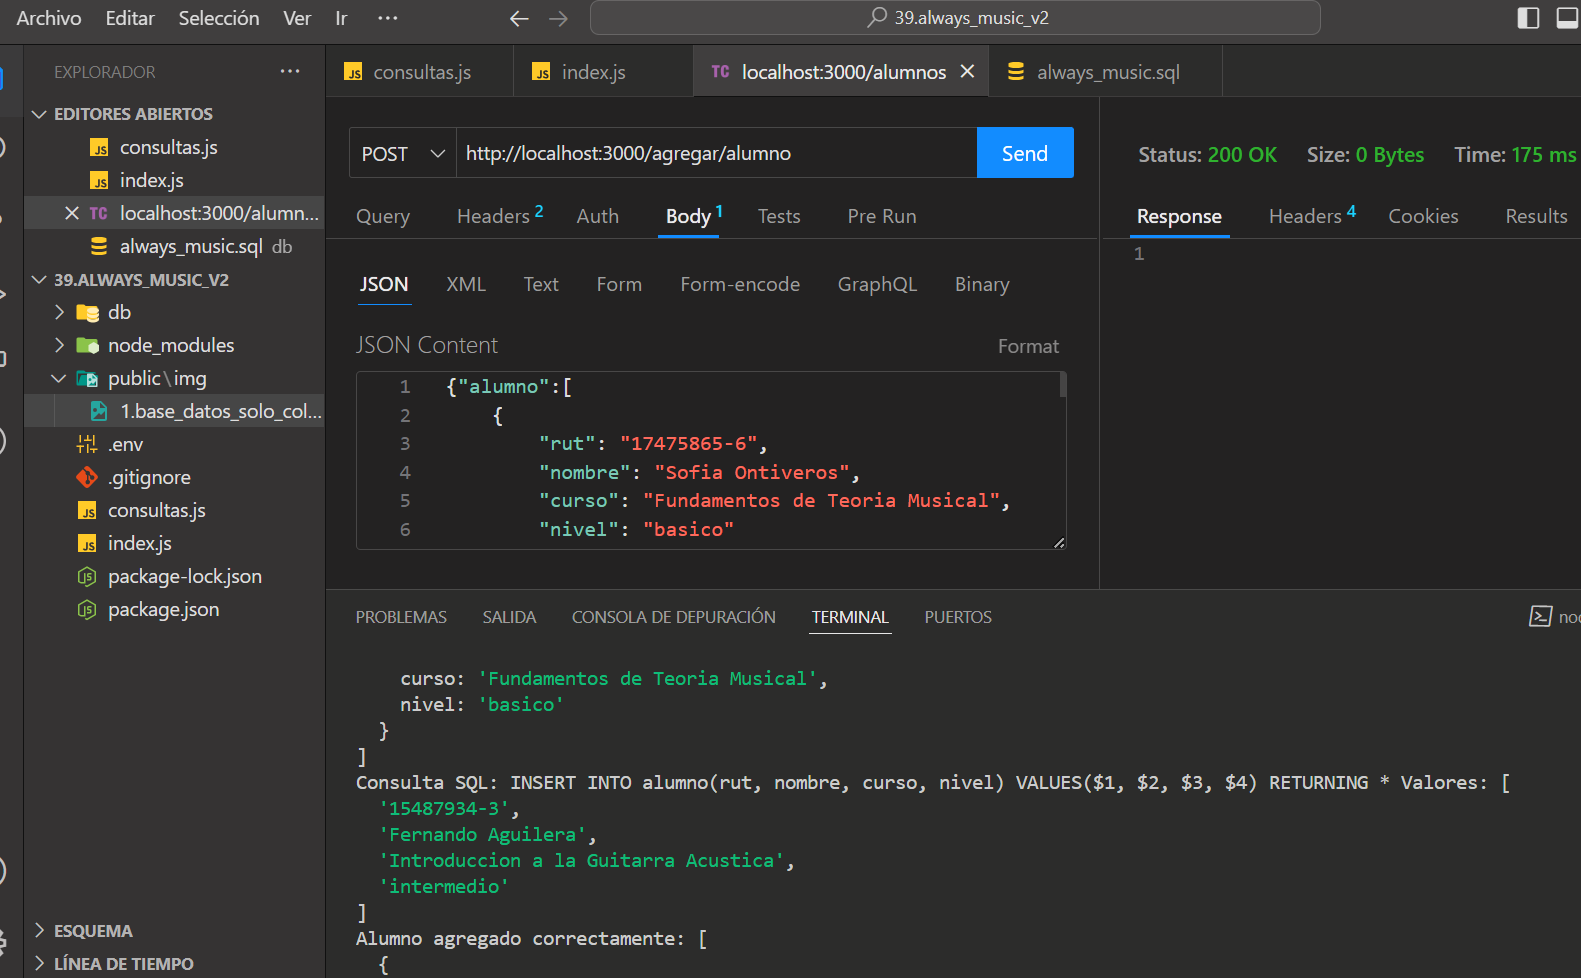 Archivo Editar Selección Ver Ir ··· 39.always_music_v2
EXPLORADOR ···
EDITORES ABIERTOS
JS consultas.js
JS index.js
TC localhost:3000/alumn...
always_music.sql db
39.ALWAYS_MUSIC_V2
db
node_modules
public\img
1.base_datos_solo_col...
.env
.gitignore
JS consultas.js
JS index.js
package-lock.json
package.json
ESQUEMA
LÍNEA DE TIEMPO
JS consultas.js JS index.js TC localhost:3000/alumnos always_music.sql
POST http://localhost:3000/agregar/alumno Send
Query Headers 2 Auth Body 1 Tests Pre Run
JSON XML Text Form Form-encode GraphQL Binary
JSON Content Format
1 {"alumno":[
2 {
3 "rut": "17475865-6",
4 "nombre": "Sofia Ontiveros",
5 "curso": "Fundamentos de Teoria Musical",
6 "nivel": "basico"
Status: 200 OK Size: 0 Bytes Time: 175 ms
Response Headers 4 Cookies Results
1
PROBLEMAS SALIDA CONSOLA DE DEPURACIÓN TERMINAL PUERTOS
curso: 'Fundamentos de Teoria Musical',
nivel: 'basico'
}
]
Consulta SQL: INSERT INTO alumno(rut, nombre, curso, nivel) VALUES($1, $2, $3, $4) RETURNING * Valores: [
'15487934-3',
'Fernando Aguilera',
'Introduccion a la Guitarra Acustica',
'intermedio'
]
Alumno agregado correctamente: [
{